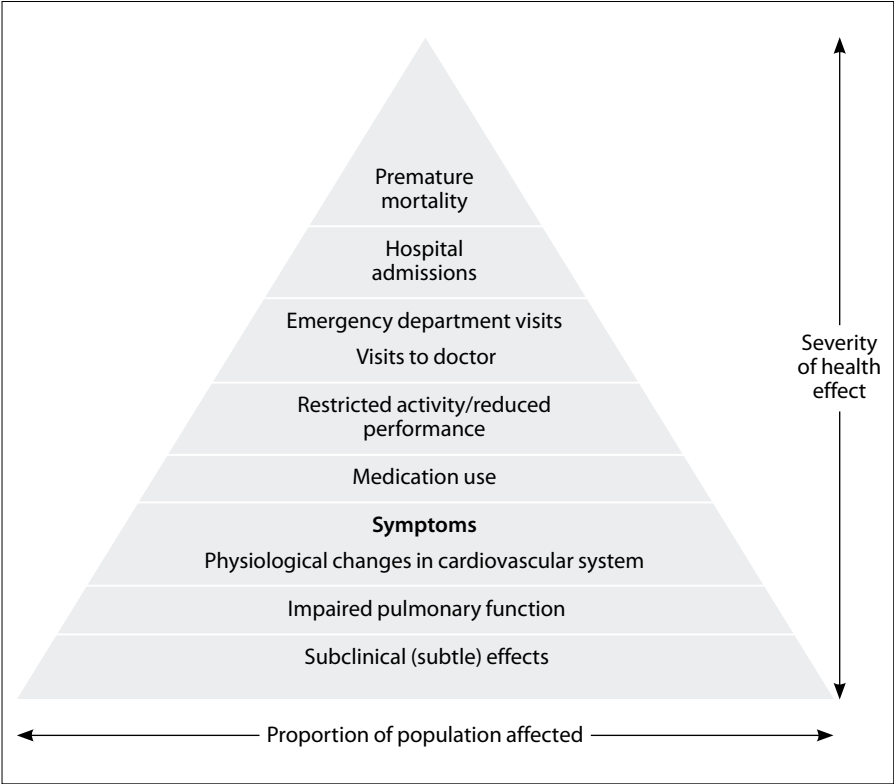 Premature
mortality
Hospital
admissions
Emergency department visits
Visits to doctor
Restricted activity/reduced
performance
Medication use
Symptoms
Physiological changes in cardiovascular system
Impaired pulmonary function
Subclinical (subtle) effects
Severity
of health
effect
Proportion of population affected